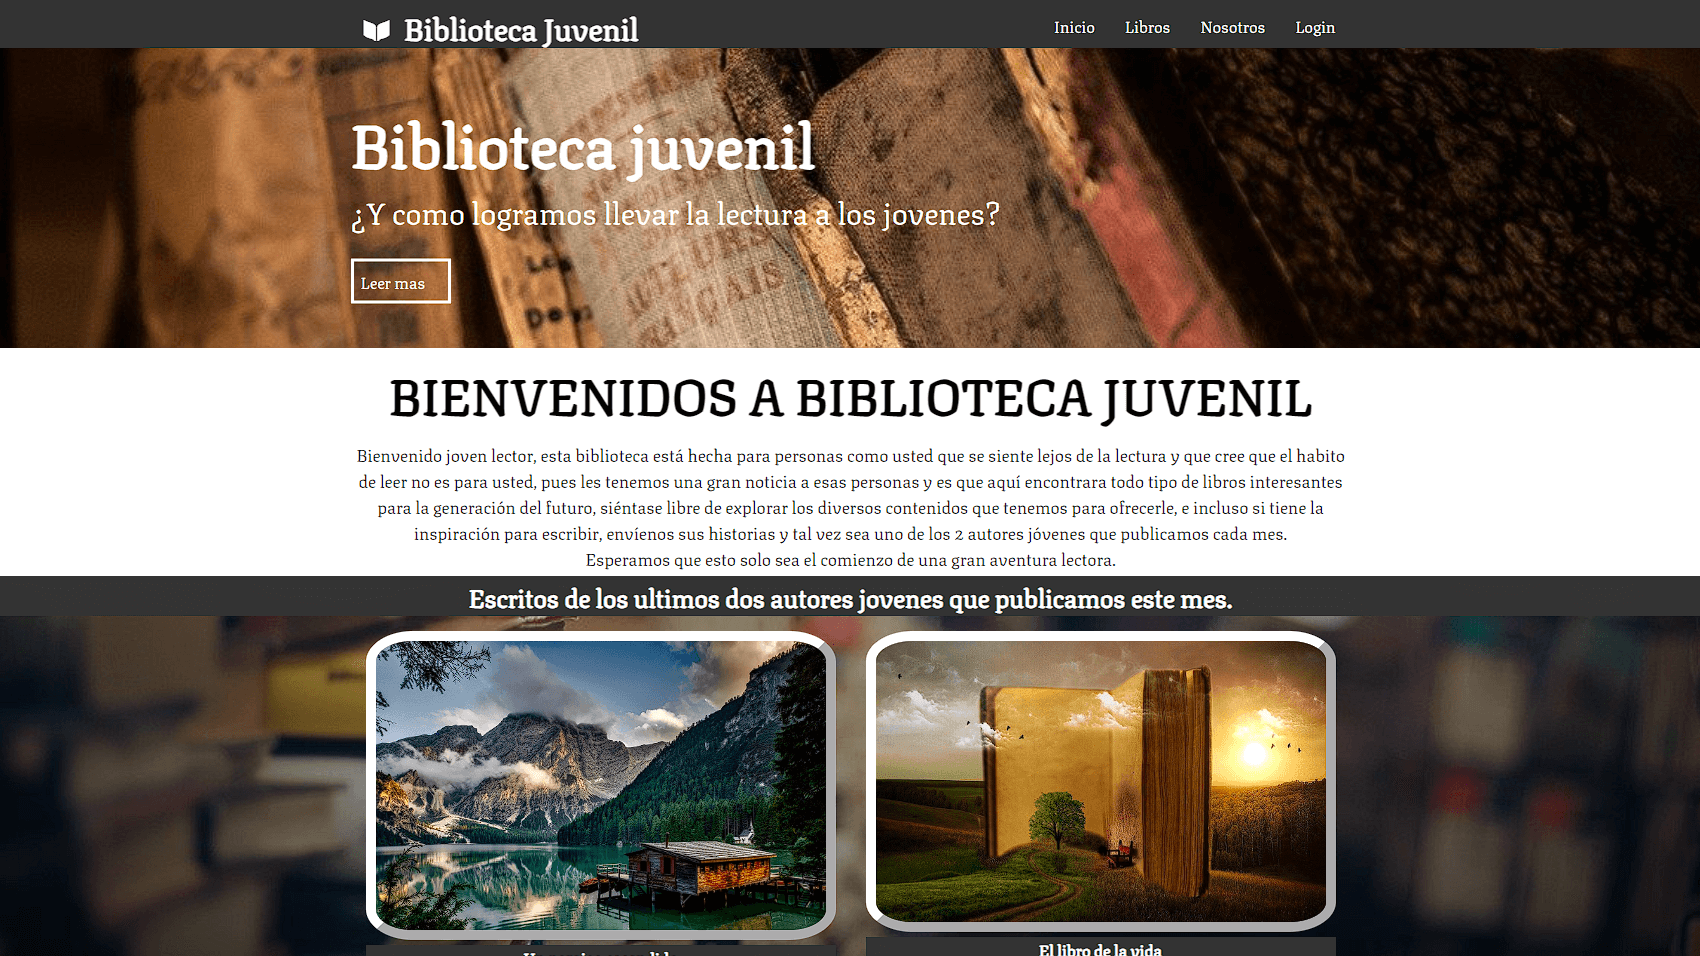 Biblioteca Juvenil
Inicio Libros Nosotros Login
Biblioteca juvenil
¿Y como logramos llevar la lectura a los jovenes?
Leer mas
BIENVENIDOS A BIBLIOTECA JUVENIL
Bienvenido joven lector, esta biblioteca está hecha para personas como usted que se siente lejos de la lectura y que cree que el habito
de leer no es para usted, pues les tenemos una gran noticia a esas personas y es que aquí encontrara todo tipo de libros interesantes
para la generación del futuro, siéntase libre de explorar los diversos contenidos que tenemos para ofrecerle, e incluso si tiene la
inspiración para escribir, envíenos sus historias y tal vez sea uno de los 2 autores jóvenes que publicamos cada mes.
Esperamos que esto solo sea el comienzo de una gran aventura lectora.
Escritos de los ultimos dos autores jovenes que publicamos este mes.
El libro de la vida